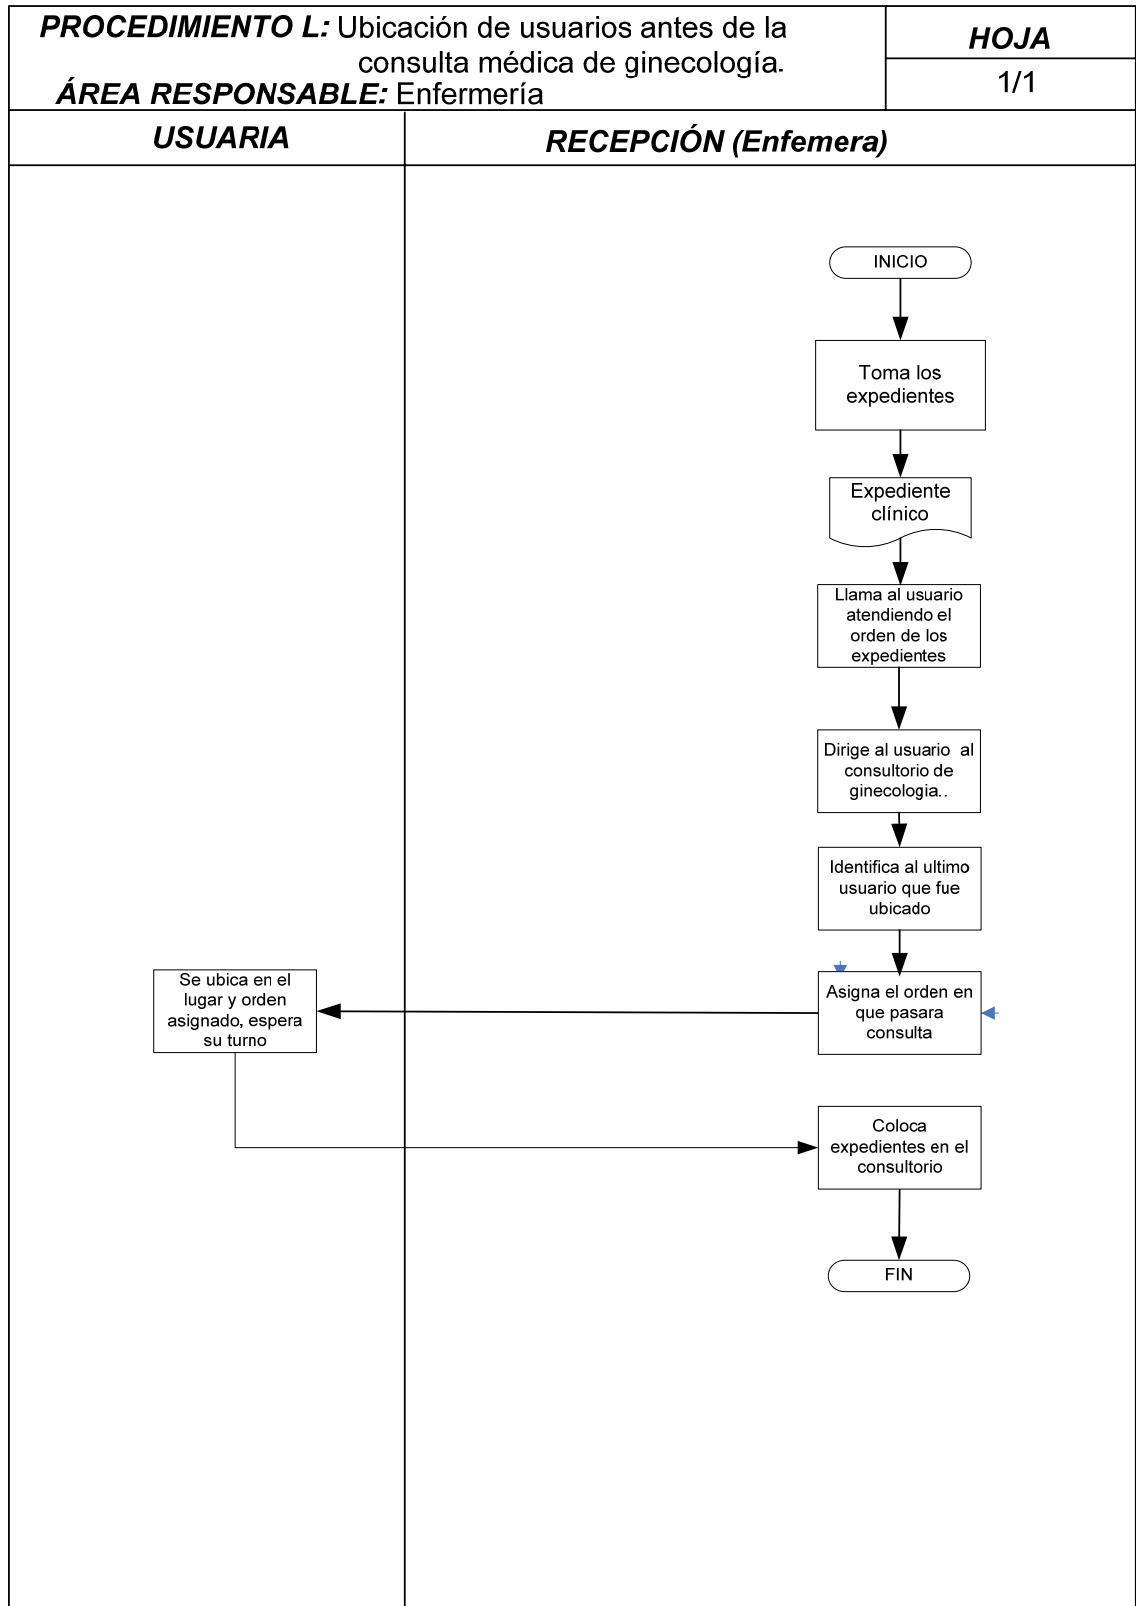 PROCEDIMIENTO L: Ubicación de usuarios antes de la
consulta médica de ginecología.
ÁREA RESPONSABLE: Enfermería
HOJA
1/1
USUARIA
RECEPCIÓN (Enfemera)
INICIO
Toma los
expedientes
Expediente
clínico
Llama al usuario
atendiendo el
orden de los
expedientes
Dirige al usuario al
consultorio de
ginecologia..
Identifica al ultimo
usuario que fue
ubicado
Asigna el orden en
que pasara
consulta
Se ubica en el
lugar y orden
asignado, espera
su turno
Coloca
expedientes en el
consultorio
FIN